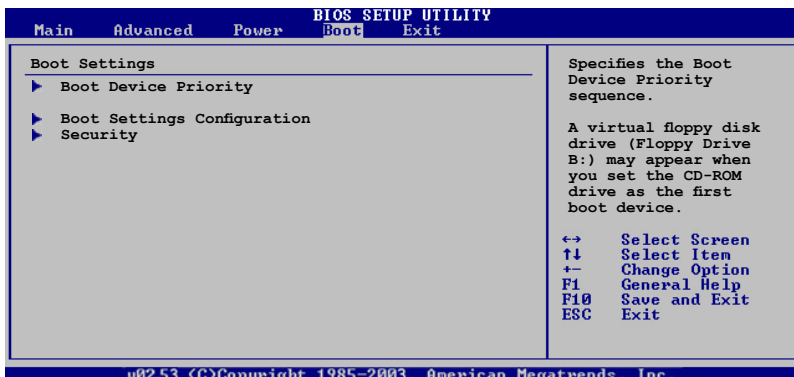 BIOS SETUP UTILITY
Main Advanced Power Boot Exit
Boot Settings
Boot Device Priority
Boot Settings Configuration
Security
Specifies the Boot
Device Priority
sequence.
A virtual floppy disk
drive (Floppy Drive
B:) may appear when
you set the CD-ROM
drive as the first
boot device.
←→ Select Screen
↑↓ Select Item
+- Change Option
F1 General Help
F10 Save and Exit
ESC Exit
v02.53 (C)Copyright 1985-2003, American Megatrends, Inc.